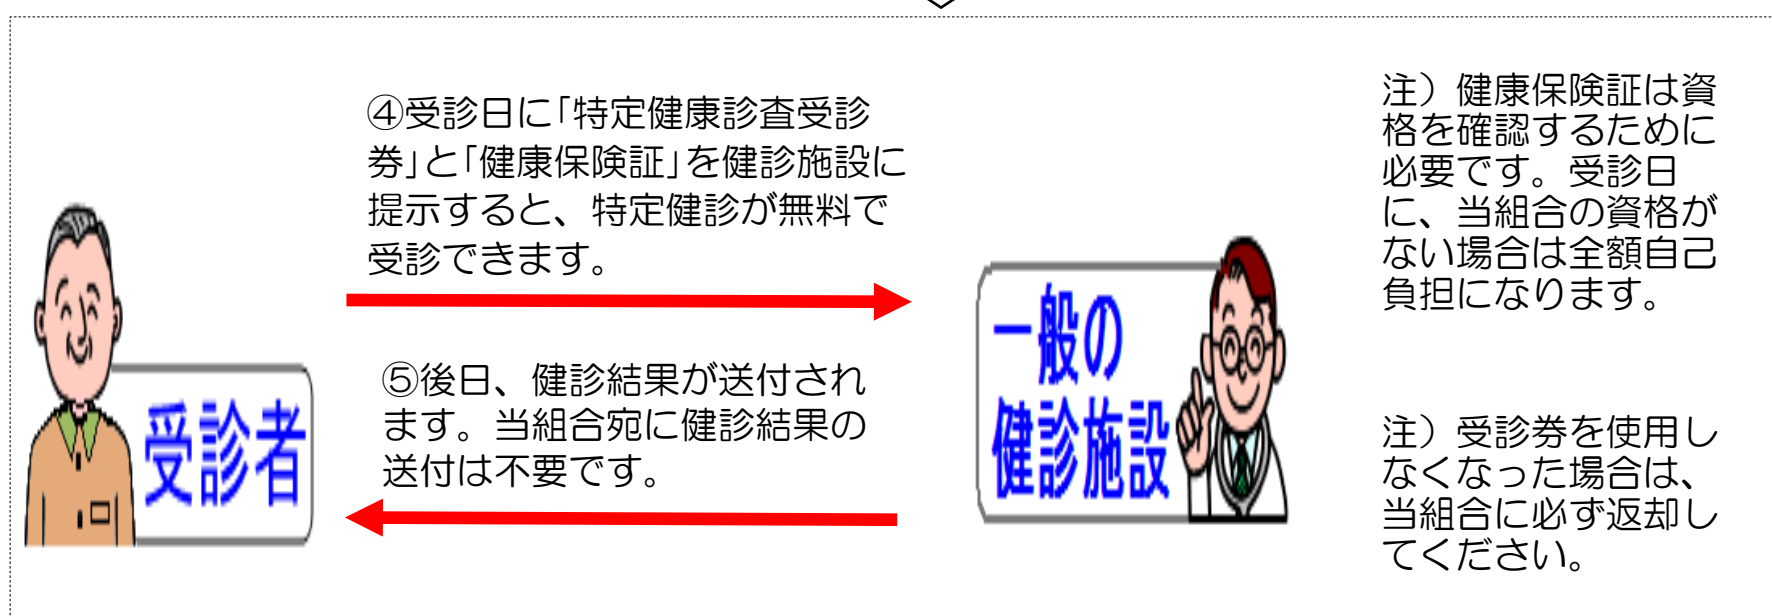 ④受診日に「特定健康診査受診
券」と「健康保険証」を健診施設に
提示すると、特定健診が無料で
受診できます。
⑤後日、健診結果が送付され
ます。当組合宛に健診結果の
送付は不要です。
受診者
一般の
健診施設
注）健康保険証は資
格を確認するために
必要です。受診日
に、当組合の資格が
ない場合は全額自己
負担になります。
注）受診券を使用し
なくなった場合は、
当組合に必ず返却し
てください。